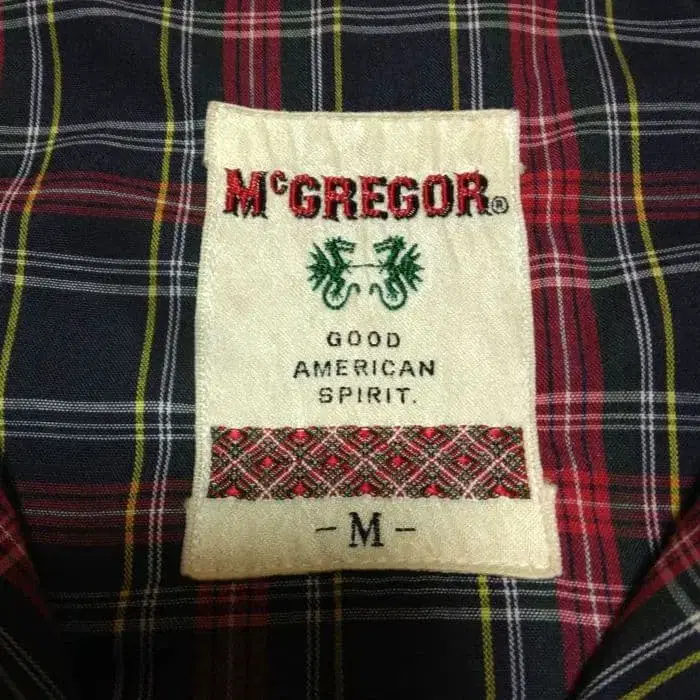 McGREGOR®
GOOD
AMERICAN
SPIRIT.
- M -